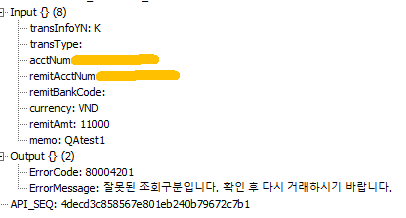 Input {} (8)
transInfoYN: K
transType:
acctNum
remitAcctNum
remitBankCode:
currency: VND
remitAmt: 11000
memo: QAtest1
Output {} (2)
ErrorCode: 80004201
ErrorMessage: 잘못된 조회구분입니다. 확인 후 다시 거래하시기 바랍니다.
API_SEQ: 4decd3c858567e801eb240b79672c7b1